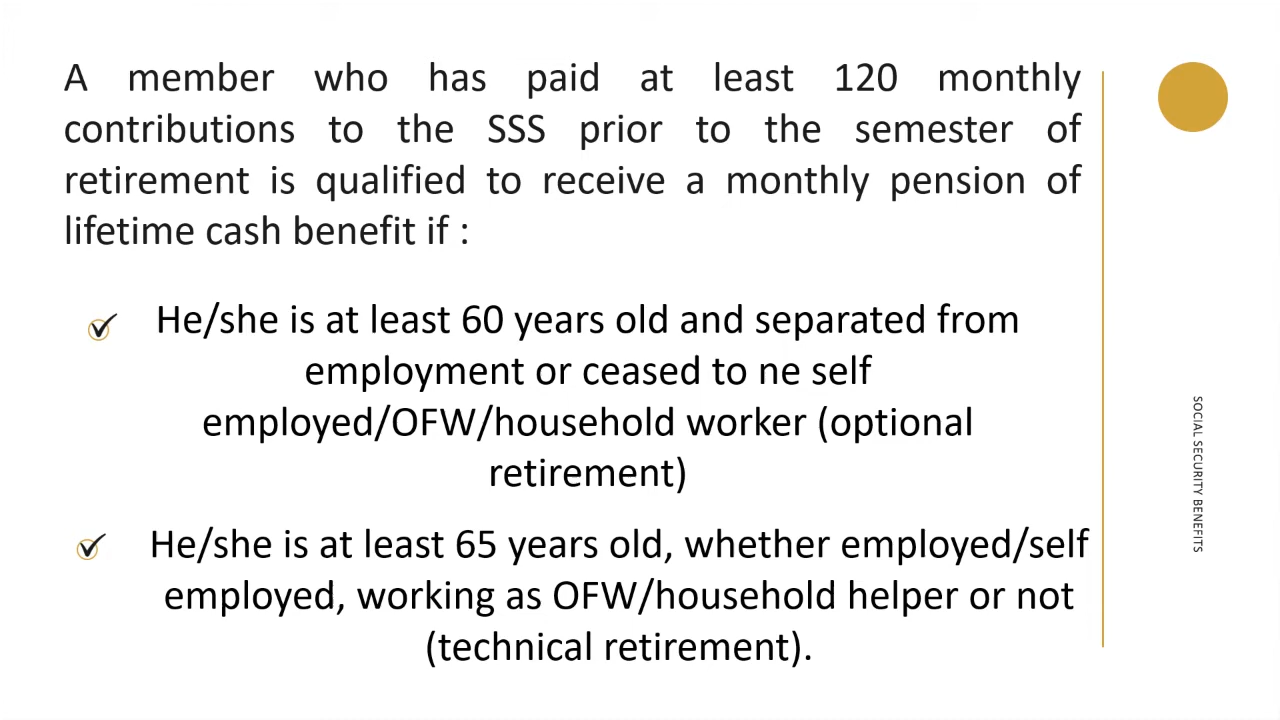 A member who has paid at least 120 monthly
contributions to the SSS prior to the semester of
retirement is qualified to receive a monthly pension of
lifetime cash benefit if :
He/she is at least 60 years old and separated from
employment or ceased to ne self
employed/OFW/household worker (optional
retirement)
He/she is at least 65 years old, whether employed/self
employed, working as OFW/household helper or not
(technical retirement).
SOCIAL SECURITY BENEFITS